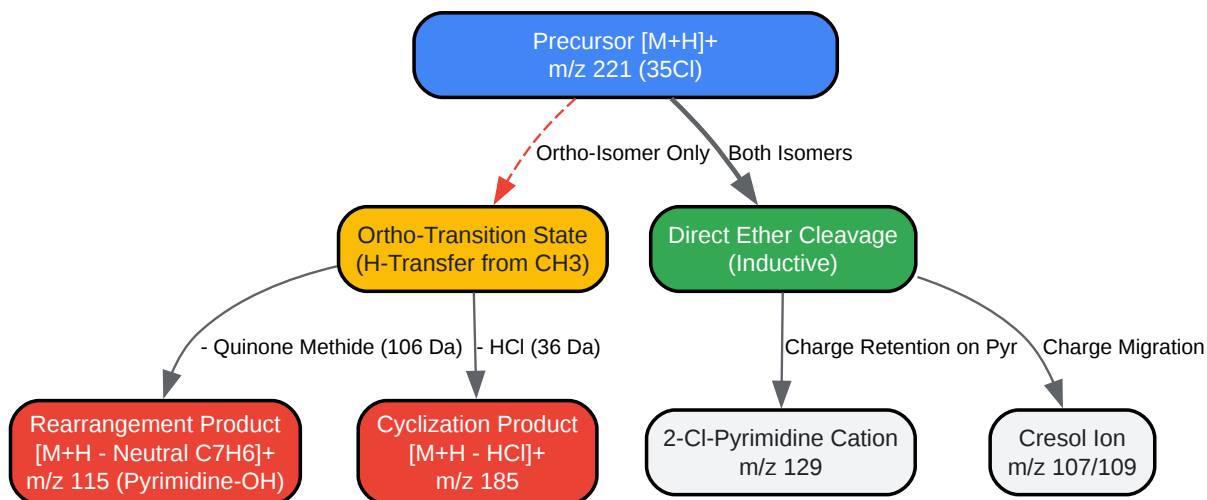 Precursor [M+H]+
m/z 221 (35Cl)
Ortho-Isomer Only
Both Isomers
Ortho-Transition State
(H-Transfer from CH3)
Direct Ether Cleavage
(Inductive)
- Quinone Methide (106 Da)
- HCl (36 Da)
Charge Retention on Pyr
Charge Migration
Rearrangement Product
[M+H - Neutral C7H6]+
m/z 115 (Pyrimidine-OH)
Cyclization Product
[M+H - HCl]+
m/z 185
2-Cl-Pyrimidine Cation
m/z 129
Cresol Ion
m/z 107/109